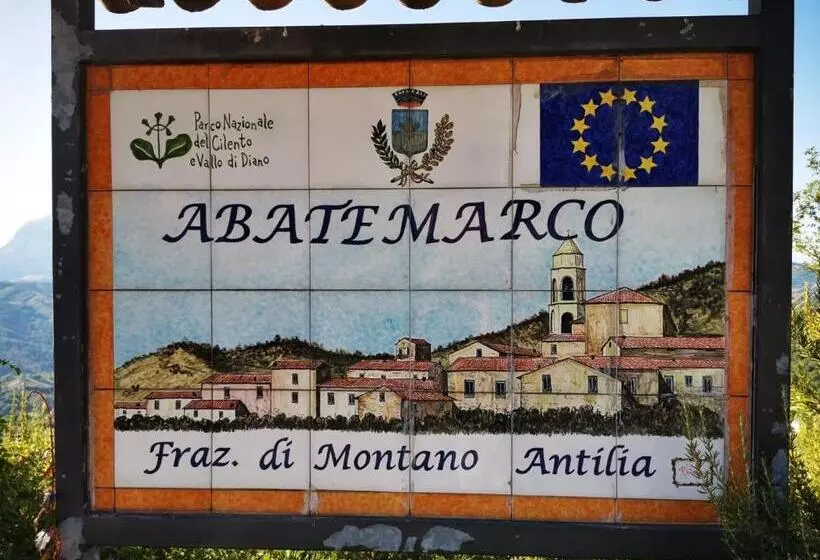 Parco Nazionale
del Cilento
e Vallo di Diano
ABATEMARCO
Fraz. di Montano Antilia